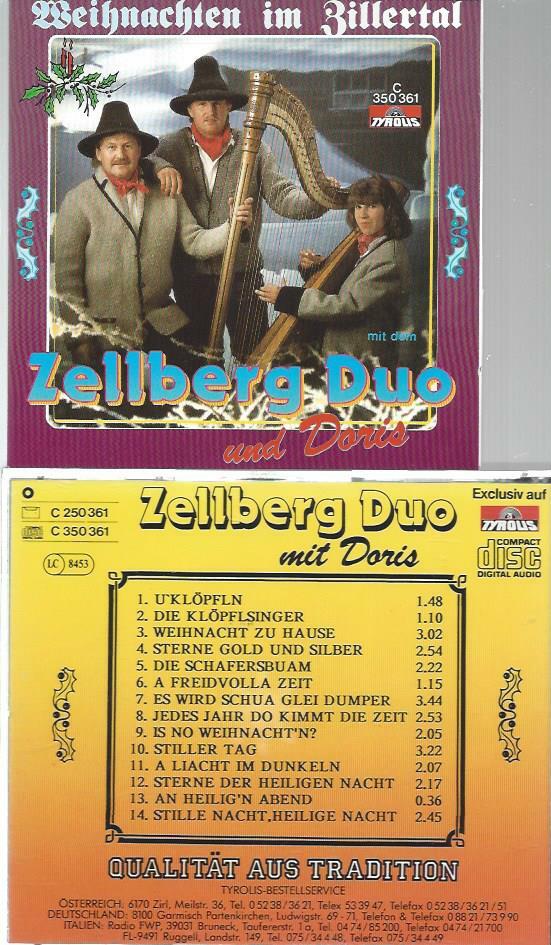 Weihnachten im Zillertal
C
350 361
TYROLIS
mit dem
Zellberg Duo
und Doris
C 250 361
C 350 361
LC 8453
Zellberg Duo
mit Doris
Exclusiv auf
TYROLIS
COMPACT
disc
DIGITAL AUDIO
1. U'KLÖPFLN 1.48
2. DIE KLÖPFLSINGER 1.10
3. WEIHNACHT ZU HAUSE 3.02
4. STERNE GOLD UND SILBER 2.54
5. DIE SCHAFERSBUAM 2.22
6. A FREIDVOLLA ZEIT 1.15
7. ES WIRD SCHUA GLEI DUMPER 3.44
8. JEDES JAHR DO KIMMT DIE ZEIT 2.53
9. IS NO WEIHNACHT'N? 2.05
10. STILLER TAG 3.22
11. A LIACHT IM DUNKELN 2.07
12. STERNE DER HEILIGEN NACHT 2.17
13. AN HEILIG'N ABEND 0.36
14. STILLE NACHT,HEILIGE NACHT 2.45
QUALITÄT AUS TRADITION
TYROLIS-BESTELLSERVICE
ÖSTERREICH: 6170 Zirl, Meilstr. 36, Tel. 0 52 38/36 21, Telex 53 39 47, Telefax 0 52 38/36 21/51
DEUTSCHLAND: 8100 Garmisch Partenkirchen, Ludwigstr. 69 - 71, Telefon & Telefax 0 88 21/73 9 90
ITALIEN: Radio FWP, 39031 Bruneck, Taufererstr. 1 a, Tel. 04 74/85 200, Telefax 04 74/21 700
FL-9491 Ruggell, Landstr. 149, Tel. 075/34 4 48, Telefax 075/34 4 49